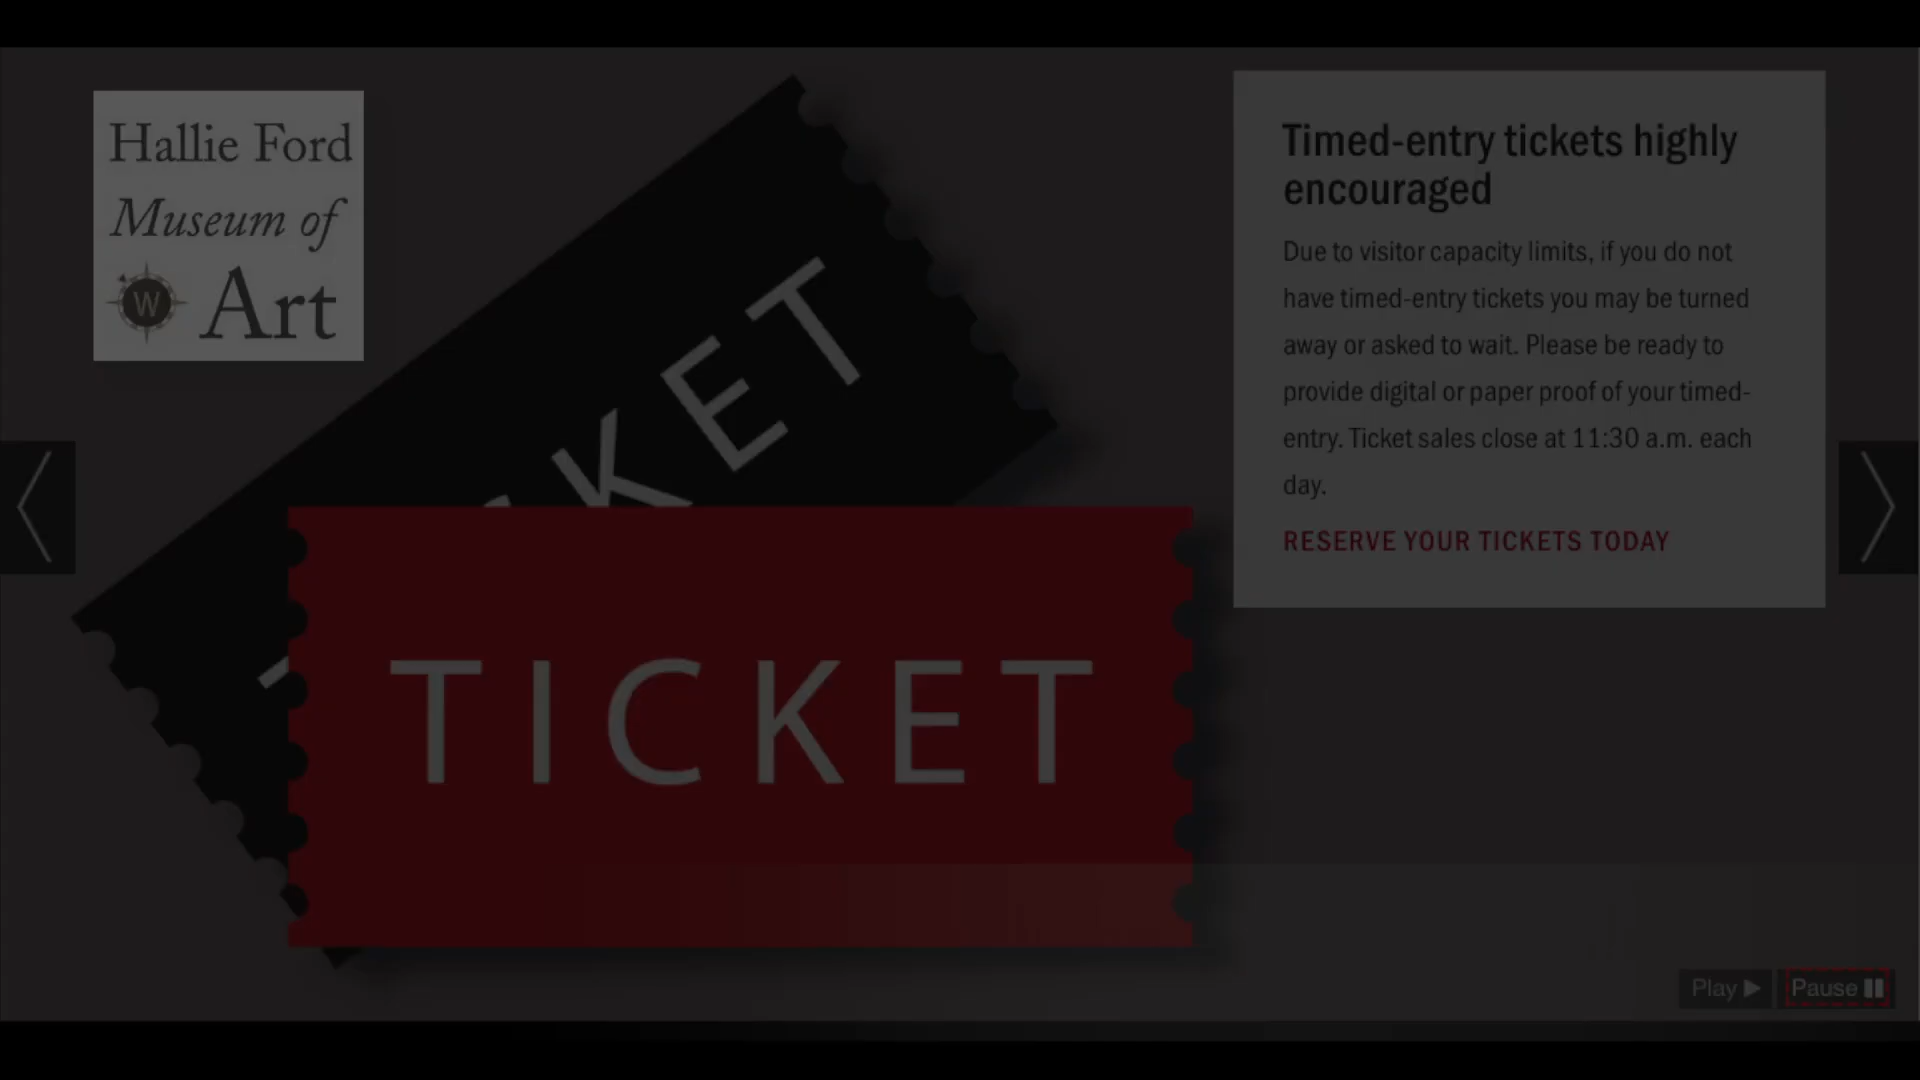 Hallie Ford
Museum of
W Art
KET
TICKET
Timed-entry tickets highly
encouraged
Due to visitor capacity limits, if you do not
have timed-entry tickets you may be turned
away or asked to wait. Please be ready to
provide digital or paper proof of your timed-
entry. Ticket sales close at 11:30 a.m. each
day.
RESERVE YOUR TICKETS TODAY
Play
Pause